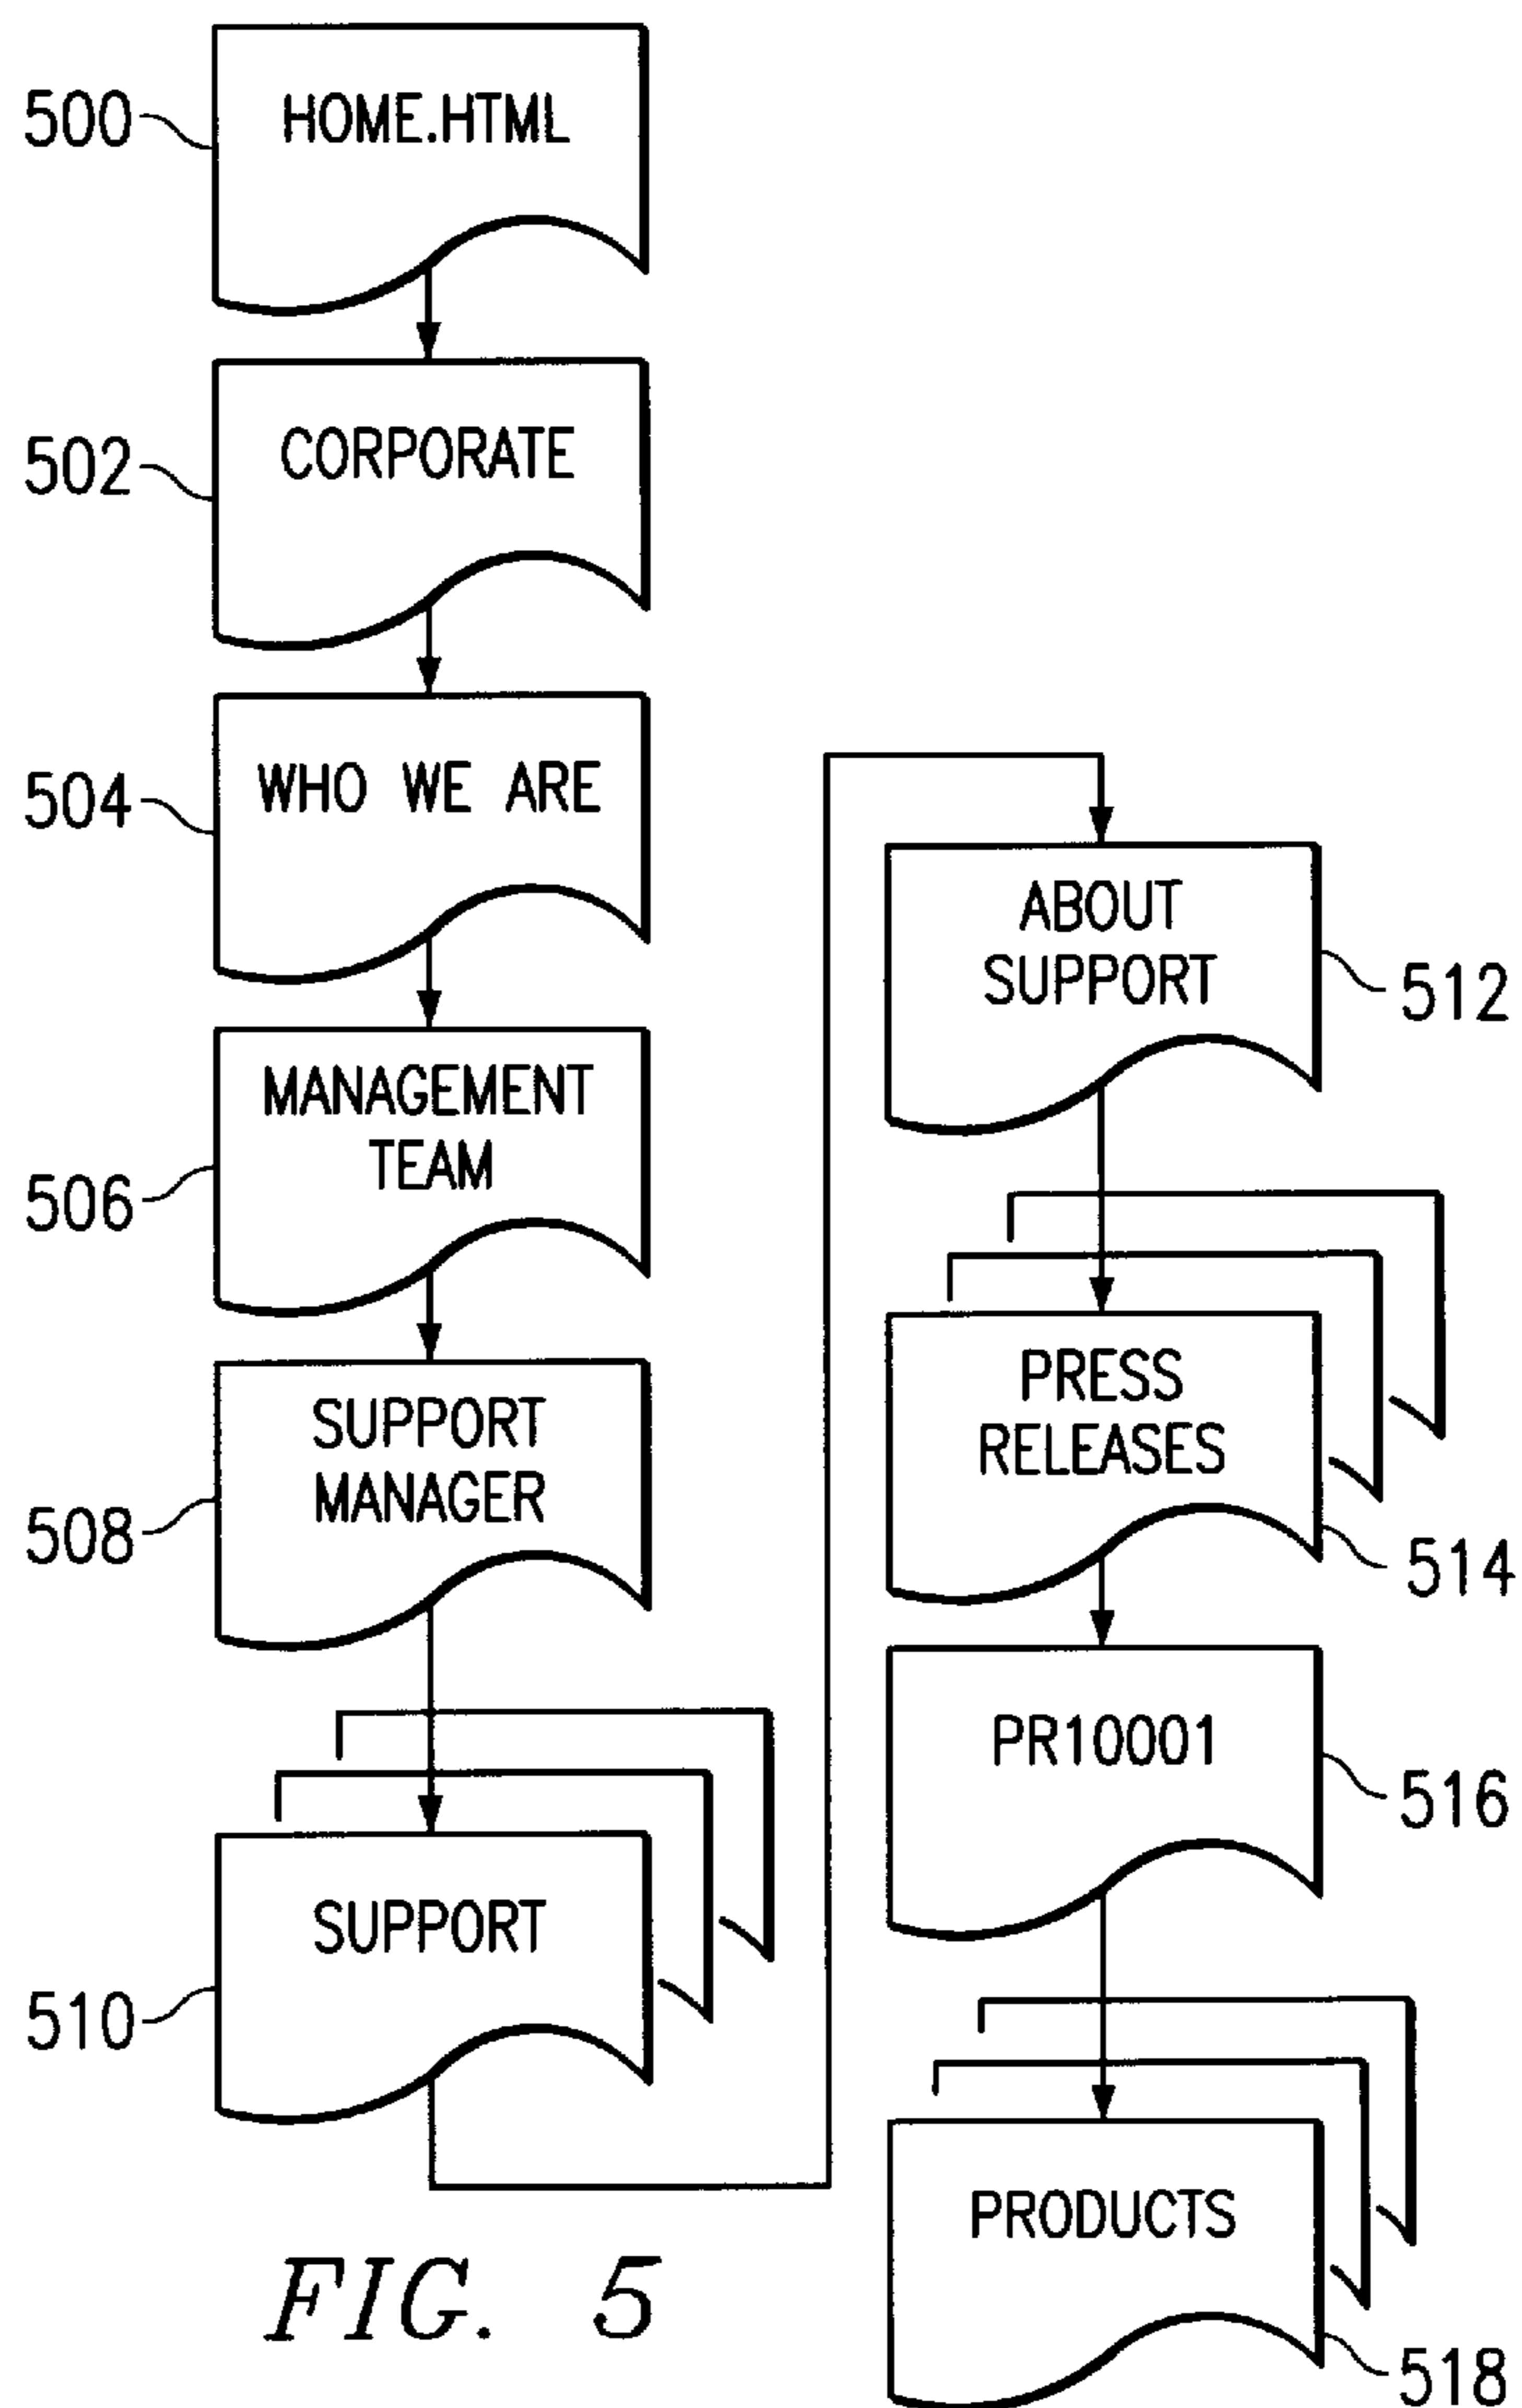 500
HOME.HTML
502
CORPORATE
504
WHO WE ARE
506
MANAGEMENT
TEAM
508
SUPPORT
MANAGER
510
SUPPORT
ABOUT
SUPPORT
512
PRESS
RELEASES
514
PR10001
516
PRODUCTS
518
FIG. 5